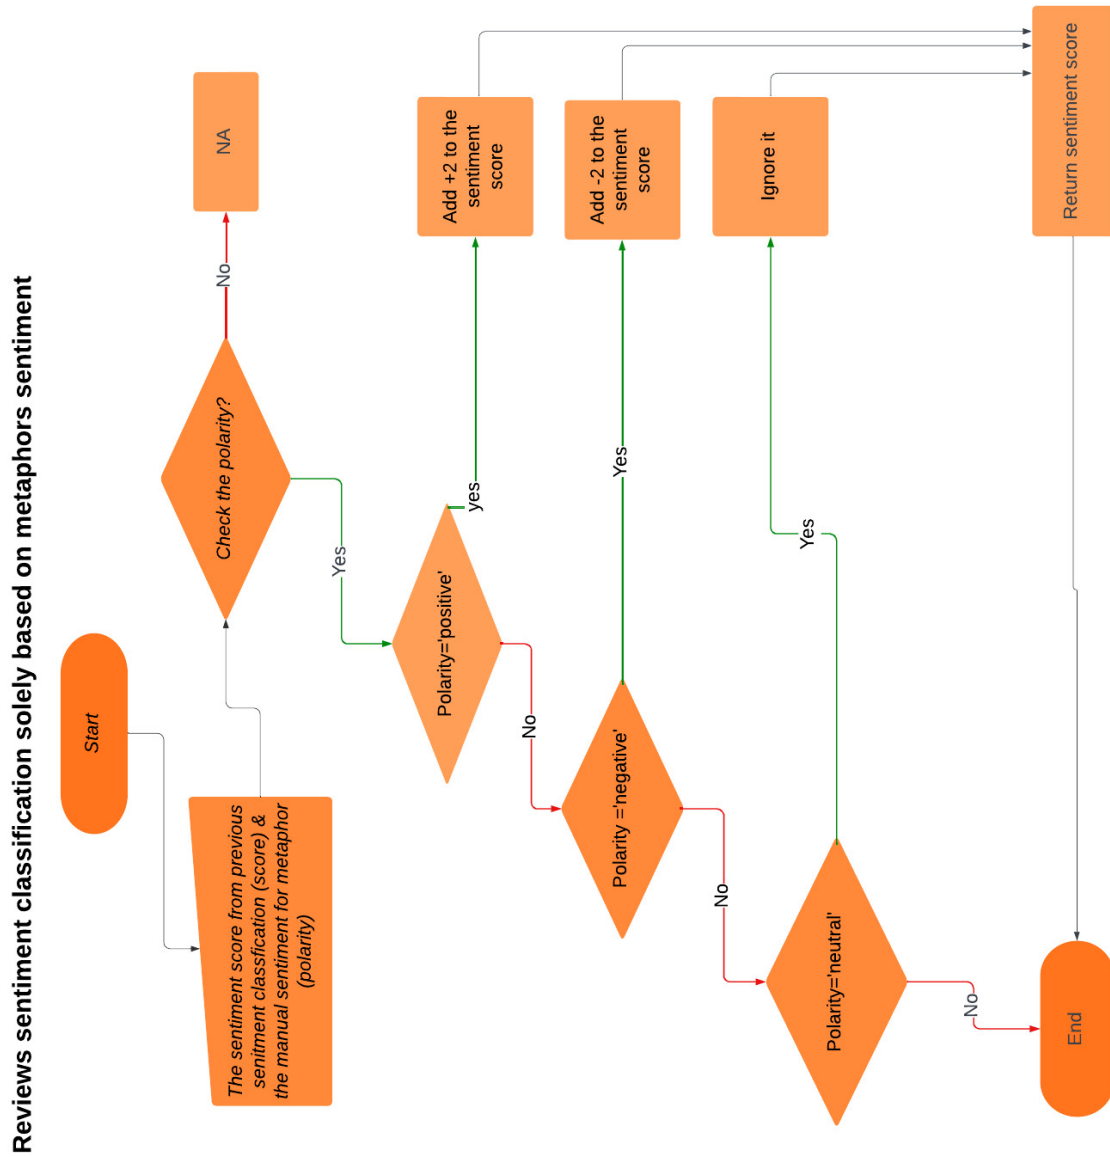 Reviews sentiment classification solely based on metaphors sentiment
Start
The sentiment score from previous
senitment classfication (score) &
the manual sentiment for metaphor
(polarity)
Check the polarity?
No
NA
Yes
Polarity='positive'
yes
Add +2 to the
sentiment
score
No
Polarity ='negative'
Yes
Add -2 to the
sentiment
score
No
Polarity='neutral'
Yes
Ignore it
No
End
Return sentiment score